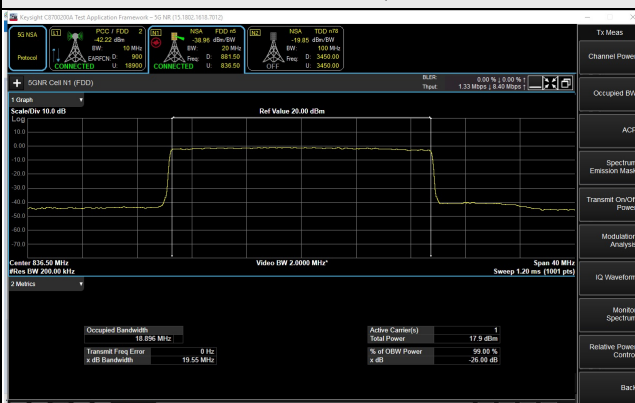 Keysight C8700200A Test Application Framework - 5G NR (15.1802.1618.7012)
5G NSA
Protocol
L1 PCC / FDD 2
-42.22 dBm
BW: 10 MHz
EARFCN: D: 900
CONNECTED U: 18900
N1 NSA FDD n5
-38.96 dBm/BW
BW: 20 MHz
Freq D: 881.50
CONNECTED U: 836.50
N2 NSA TDD n78
-19.85 dBm/BW
BW: 100 MHz
Freq D: 3450.00
OFF U: 3450.00
5GNR Cell N1 (FDD)
BLER: 0.00 % ↓ 0.00 % ↑
Thput: 1.33 Mbps ↓ 8.40 Mbps ↑
1 Graph
Scale/Div 10.0 dB
Ref Value 20.00 dBm
Log
10.0
0.00
-10.0
-20.0
-30.0
-40.0
-50.0
-60.0
-70.0
Center 836.50 MHz
Video BW 2.0000 MHz*
Span 40 MHz
#Res BW 200.00 kHz
Sweep 1.20 ms (1001 pts)
2 Metrics
Occupied Bandwidth
18.896 MHz
Transmit Freq Error 0 Hz
x dB Bandwidth 19.55 MHz
Active Carrier(s) 1
Total Power 17.9 dBm
% of OBW Power 99.00 %
x dB -26.00 dB
Tx Meas
Channel Power
Occupied BW
ACP
Spectrum
Emission Mask
Transmit On/Off
Power
Modulation
Analysis
IQ Waveform
Monitor
Spectrum
Relative Power
Control
Back